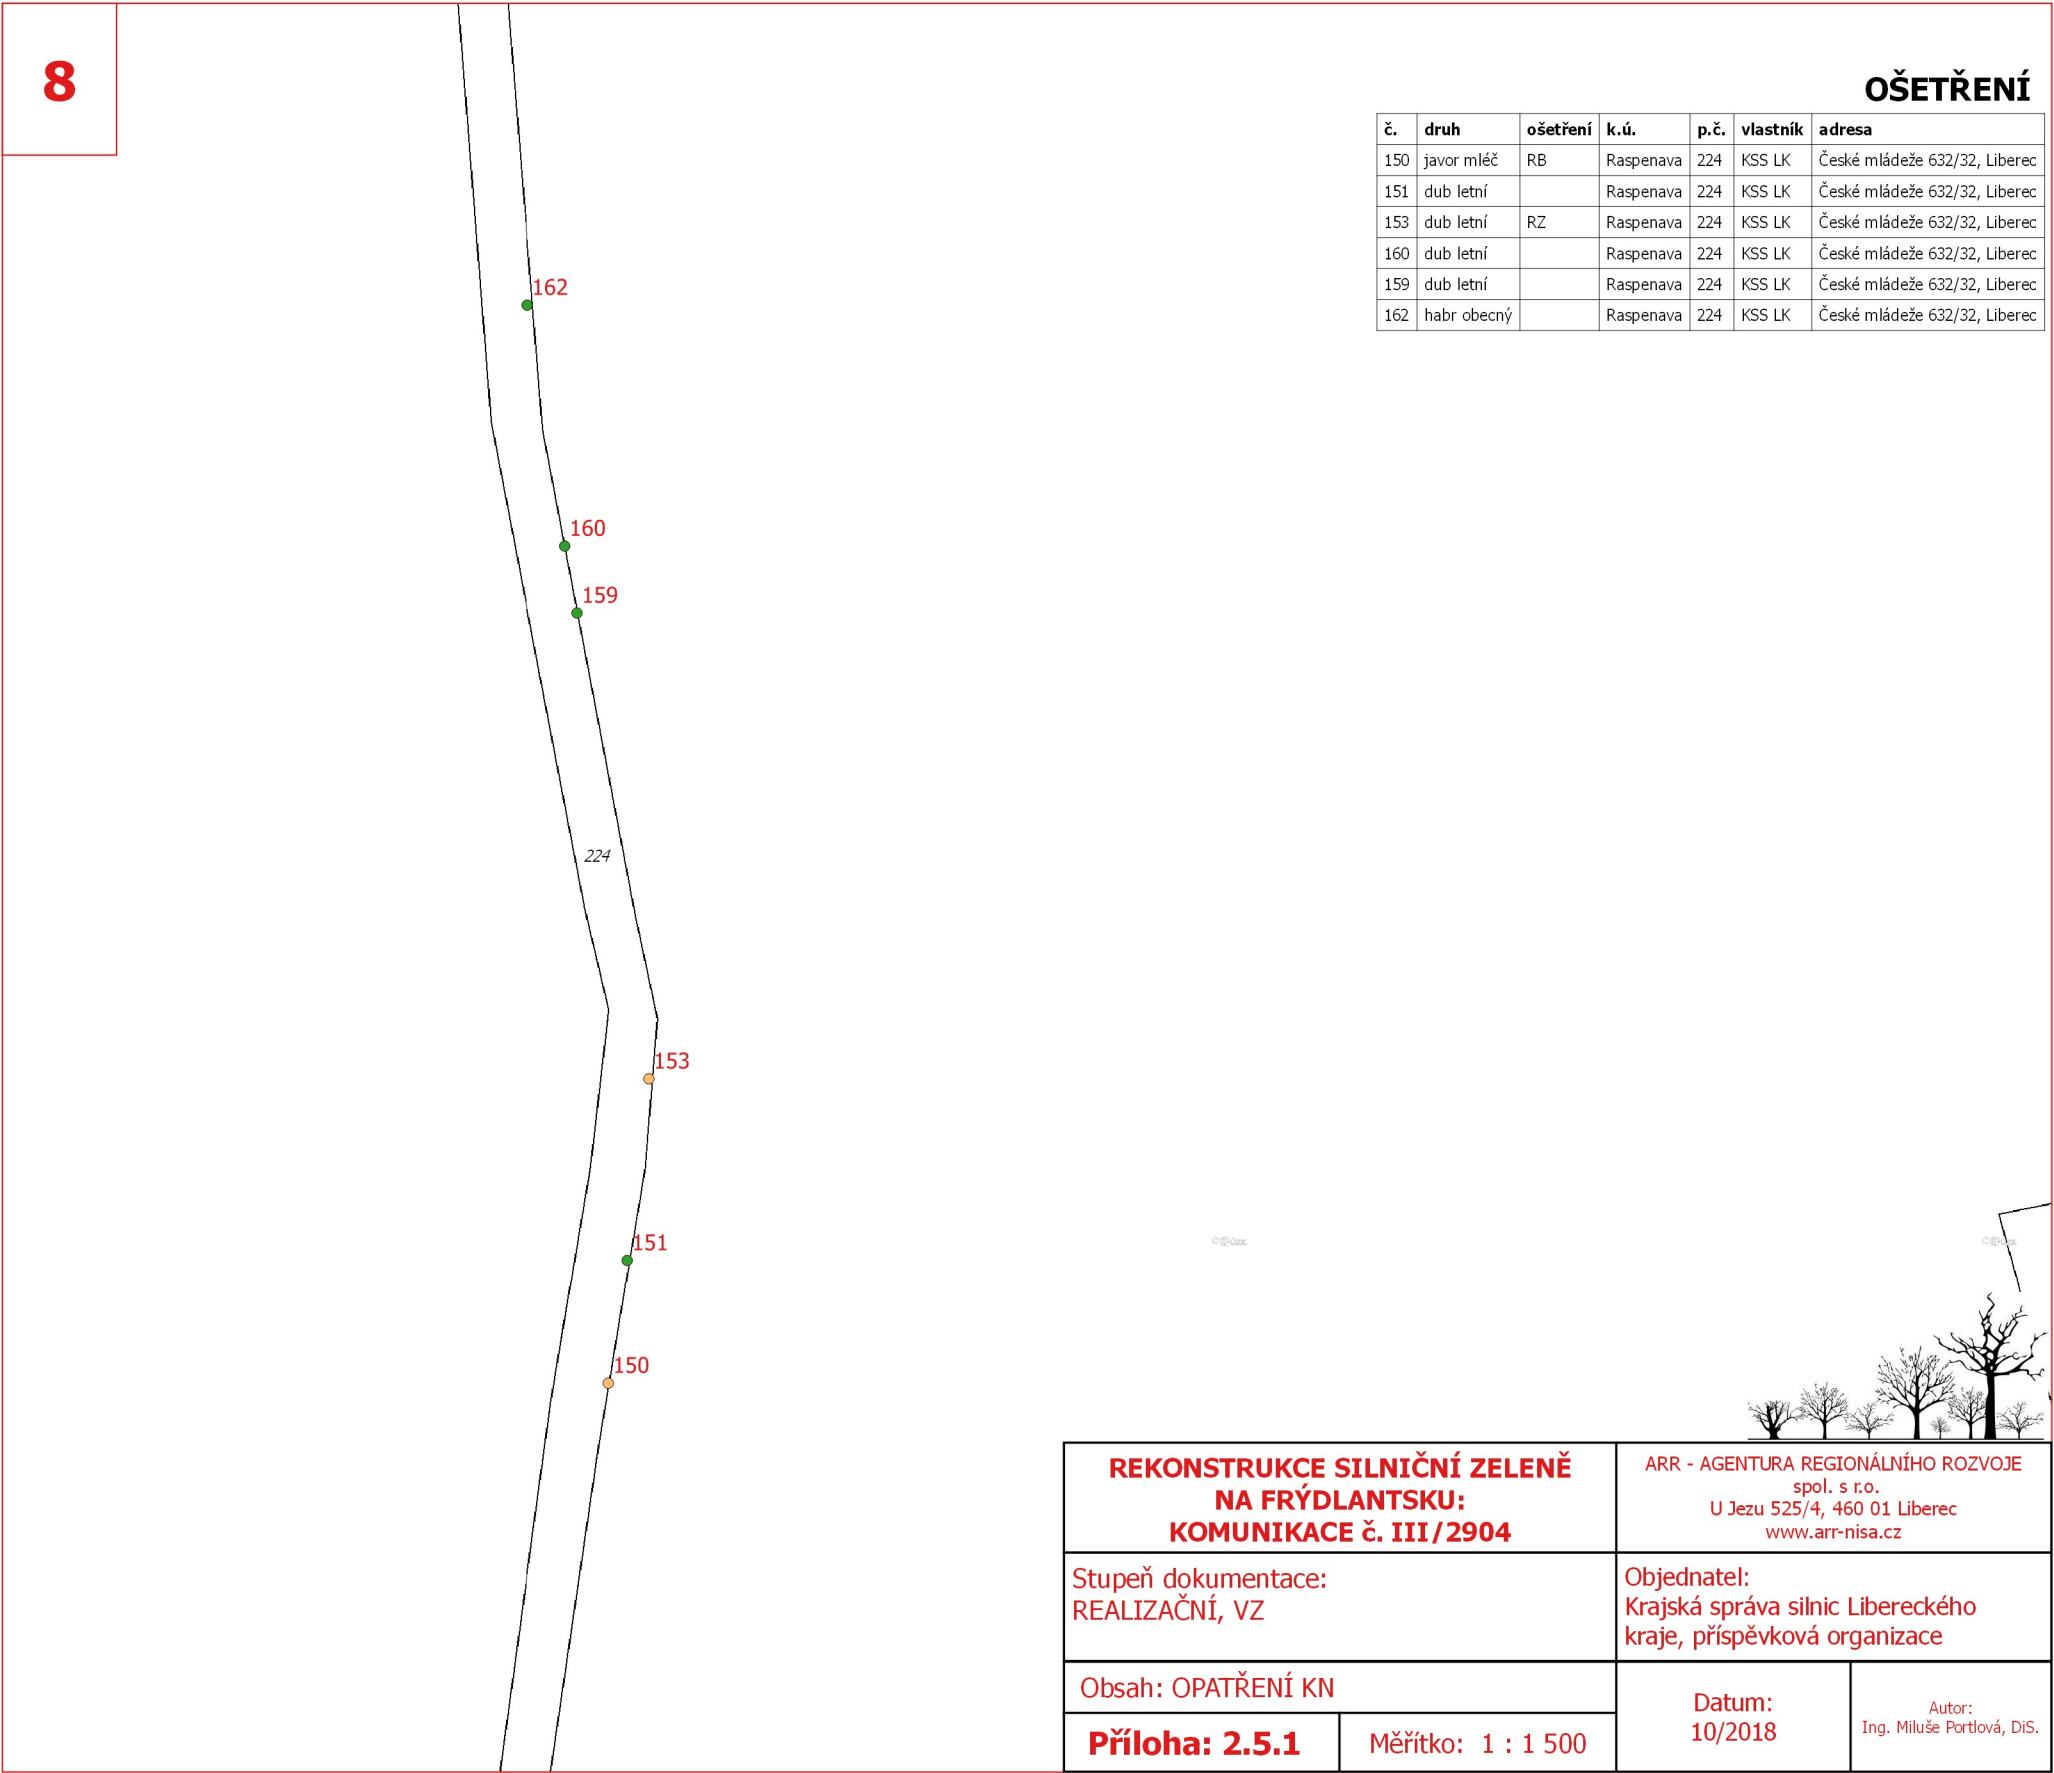 8
OŠETŘENÍ
č. druh ošetření k.ú. p.č. vlastník adresa
150 javor mléč RB Raspenava 224 KSS LK České mládeže 632/32, Liberec
151 dub letní Raspenava 224 KSS LK České mládeže 632/32, Liberec
153 dub letní RZ Raspenava 224 KSS LK České mládeže 632/32, Liberec
160 dub letní Raspenava 224 KSS LK České mládeže 632/32, Liberec
159 dub letní Raspenava 224 KSS LK České mládeže 632/32, Liberec
162 habr obecný Raspenava 224 KSS LK České mládeže 632/32, Liberec
162
160
159
224
153
151
150
REKONSTRUKCE SILNIČNÍ ZELENĚ
NA FRÝDLANTSKU:
KOMUNIKACE č. III/2904
ARR - AGENTURA REGIONÁLNÍHO ROZVOJE
spol. s r.o.
U Jezu 525/4, 460 01 Liberec
www.arr-nisa.cz
Stupeň dokumentace:
REALIZAČNÍ, VZ
Objednatel:
Krajská správa silnic Libereckého
kraje, příspěvková organizace
Obsah: OPATŘENÍ KN
Příloha: 2.5.1
Měřítko: 1 : 1 500
Datum:
10/2018
Autor:
Ing. Miluše Portlová, DiS.